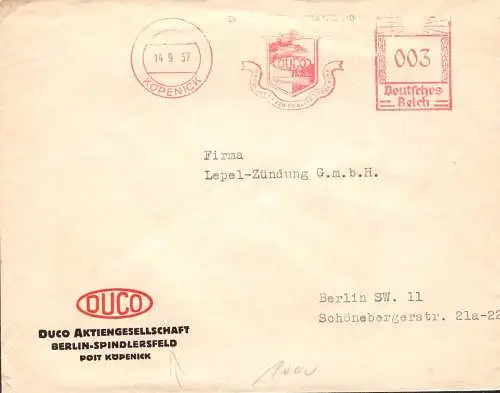 14.9.37
KÖPENICK
DUCO
003
Deutsches
Reich
Firma
Lepel-Zündung G.m.b.H.
Berlin SW. 11
Schönebergerstr. 21a-22
DUCO
DUCO AKTIENGESELLSCHAFT
BERLIN-SPINDLERSFELD
POST KÖPENICK